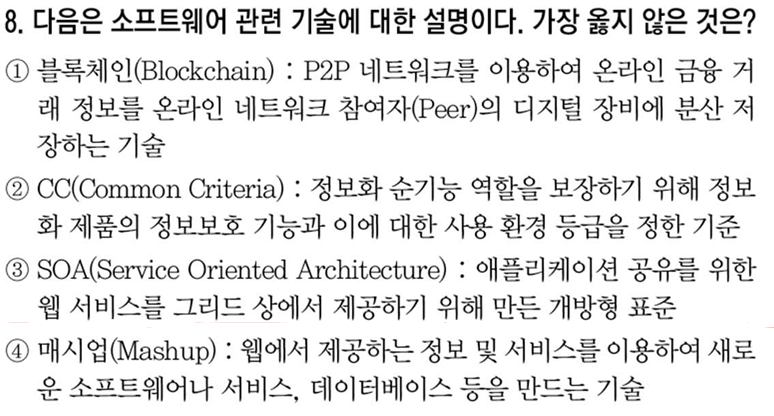 8. 다음은 소프트웨어 관련 기술에 대한 설명이다. 가장 옳지 않은 것은?
① 블록체인(Blockchain) : P2P 네트워크를 이용하여 온라인 금융 거
래 정보를 온라인 네트워크 참여자(Peer)의 디지털 장비에 분산 저
장하는 기술
② CC(Common Criteria) : 정보화 순기능 역할을 보장하기 위해 정보
화 제품의 정보보호 기능과 이에 대한 사용 환경 등급을 정한 기준
③ SOA(Service Oriented Architecture) : 애플리케이션 공유를 위한
웹 서비스를 그리드 상에서 제공하기 위해 만든 개방형 표준
④ 매시업(Mashup) : 웹에서 제공하는 정보 및 서비스를 이용하여 새로
운 소프트웨어나 서비스, 데이터베이스 등을 만드는 기술